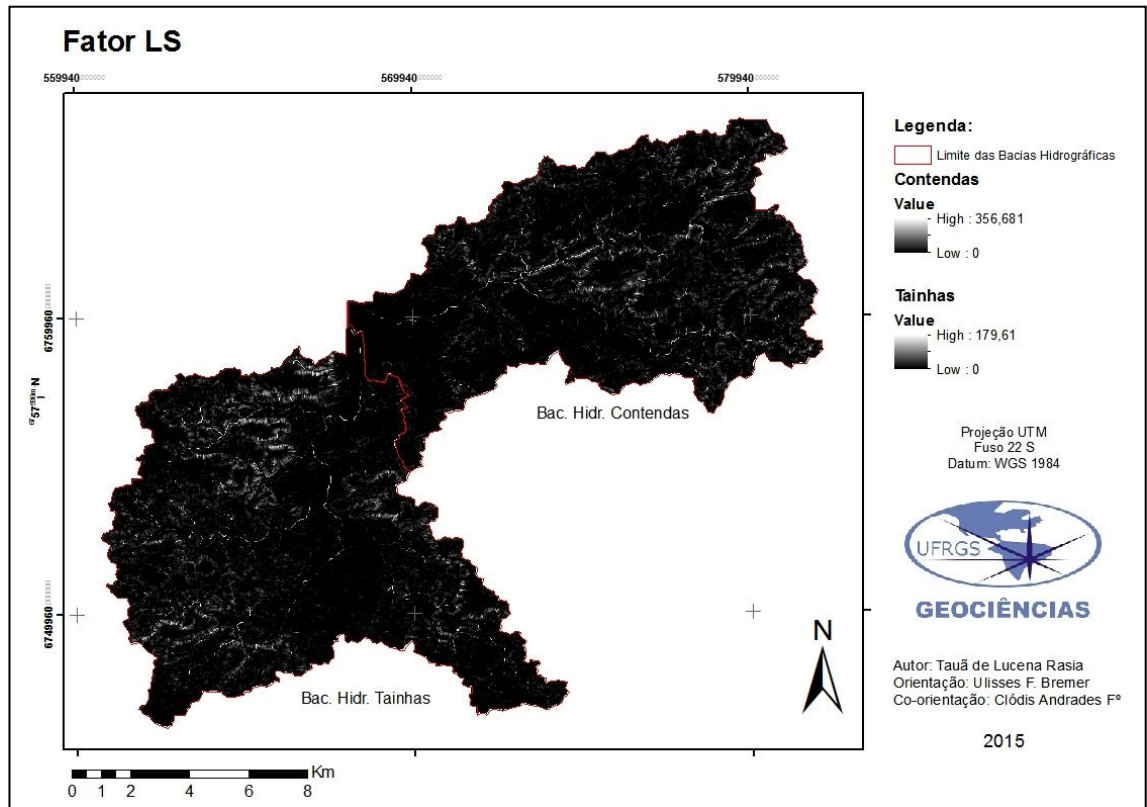 Fator LS
559940
569940
579940
6759960
6749960
N
Bac. Hidr. Contendas
Bac. Hidr. Tainhas
Km
0 1 2 4 6 8
N
Legenda:
Limite das Bacias Hidrográficas
Contendas
Value
High : 356,681
Low : 0
Tainhas
Value
High : 179,61
Low : 0
Projeção UTM
Fuso 22 S
Datum: WGS 1984
UFRGS
GEOCIÊNCIAS
Autor: Tauã de Lucena Rasia
Orientação: Ulisses F. Bremer
Co-orientação: Clódis Andrades Fº
2015